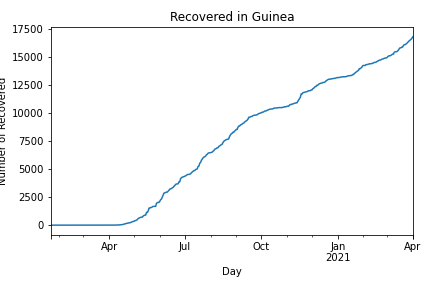 Recovered in Guinea
17500
15000
12500
10000
7500
5000
2500
0
Number of Recovered
Apr Jul Oct Jan Apr
2021
Day